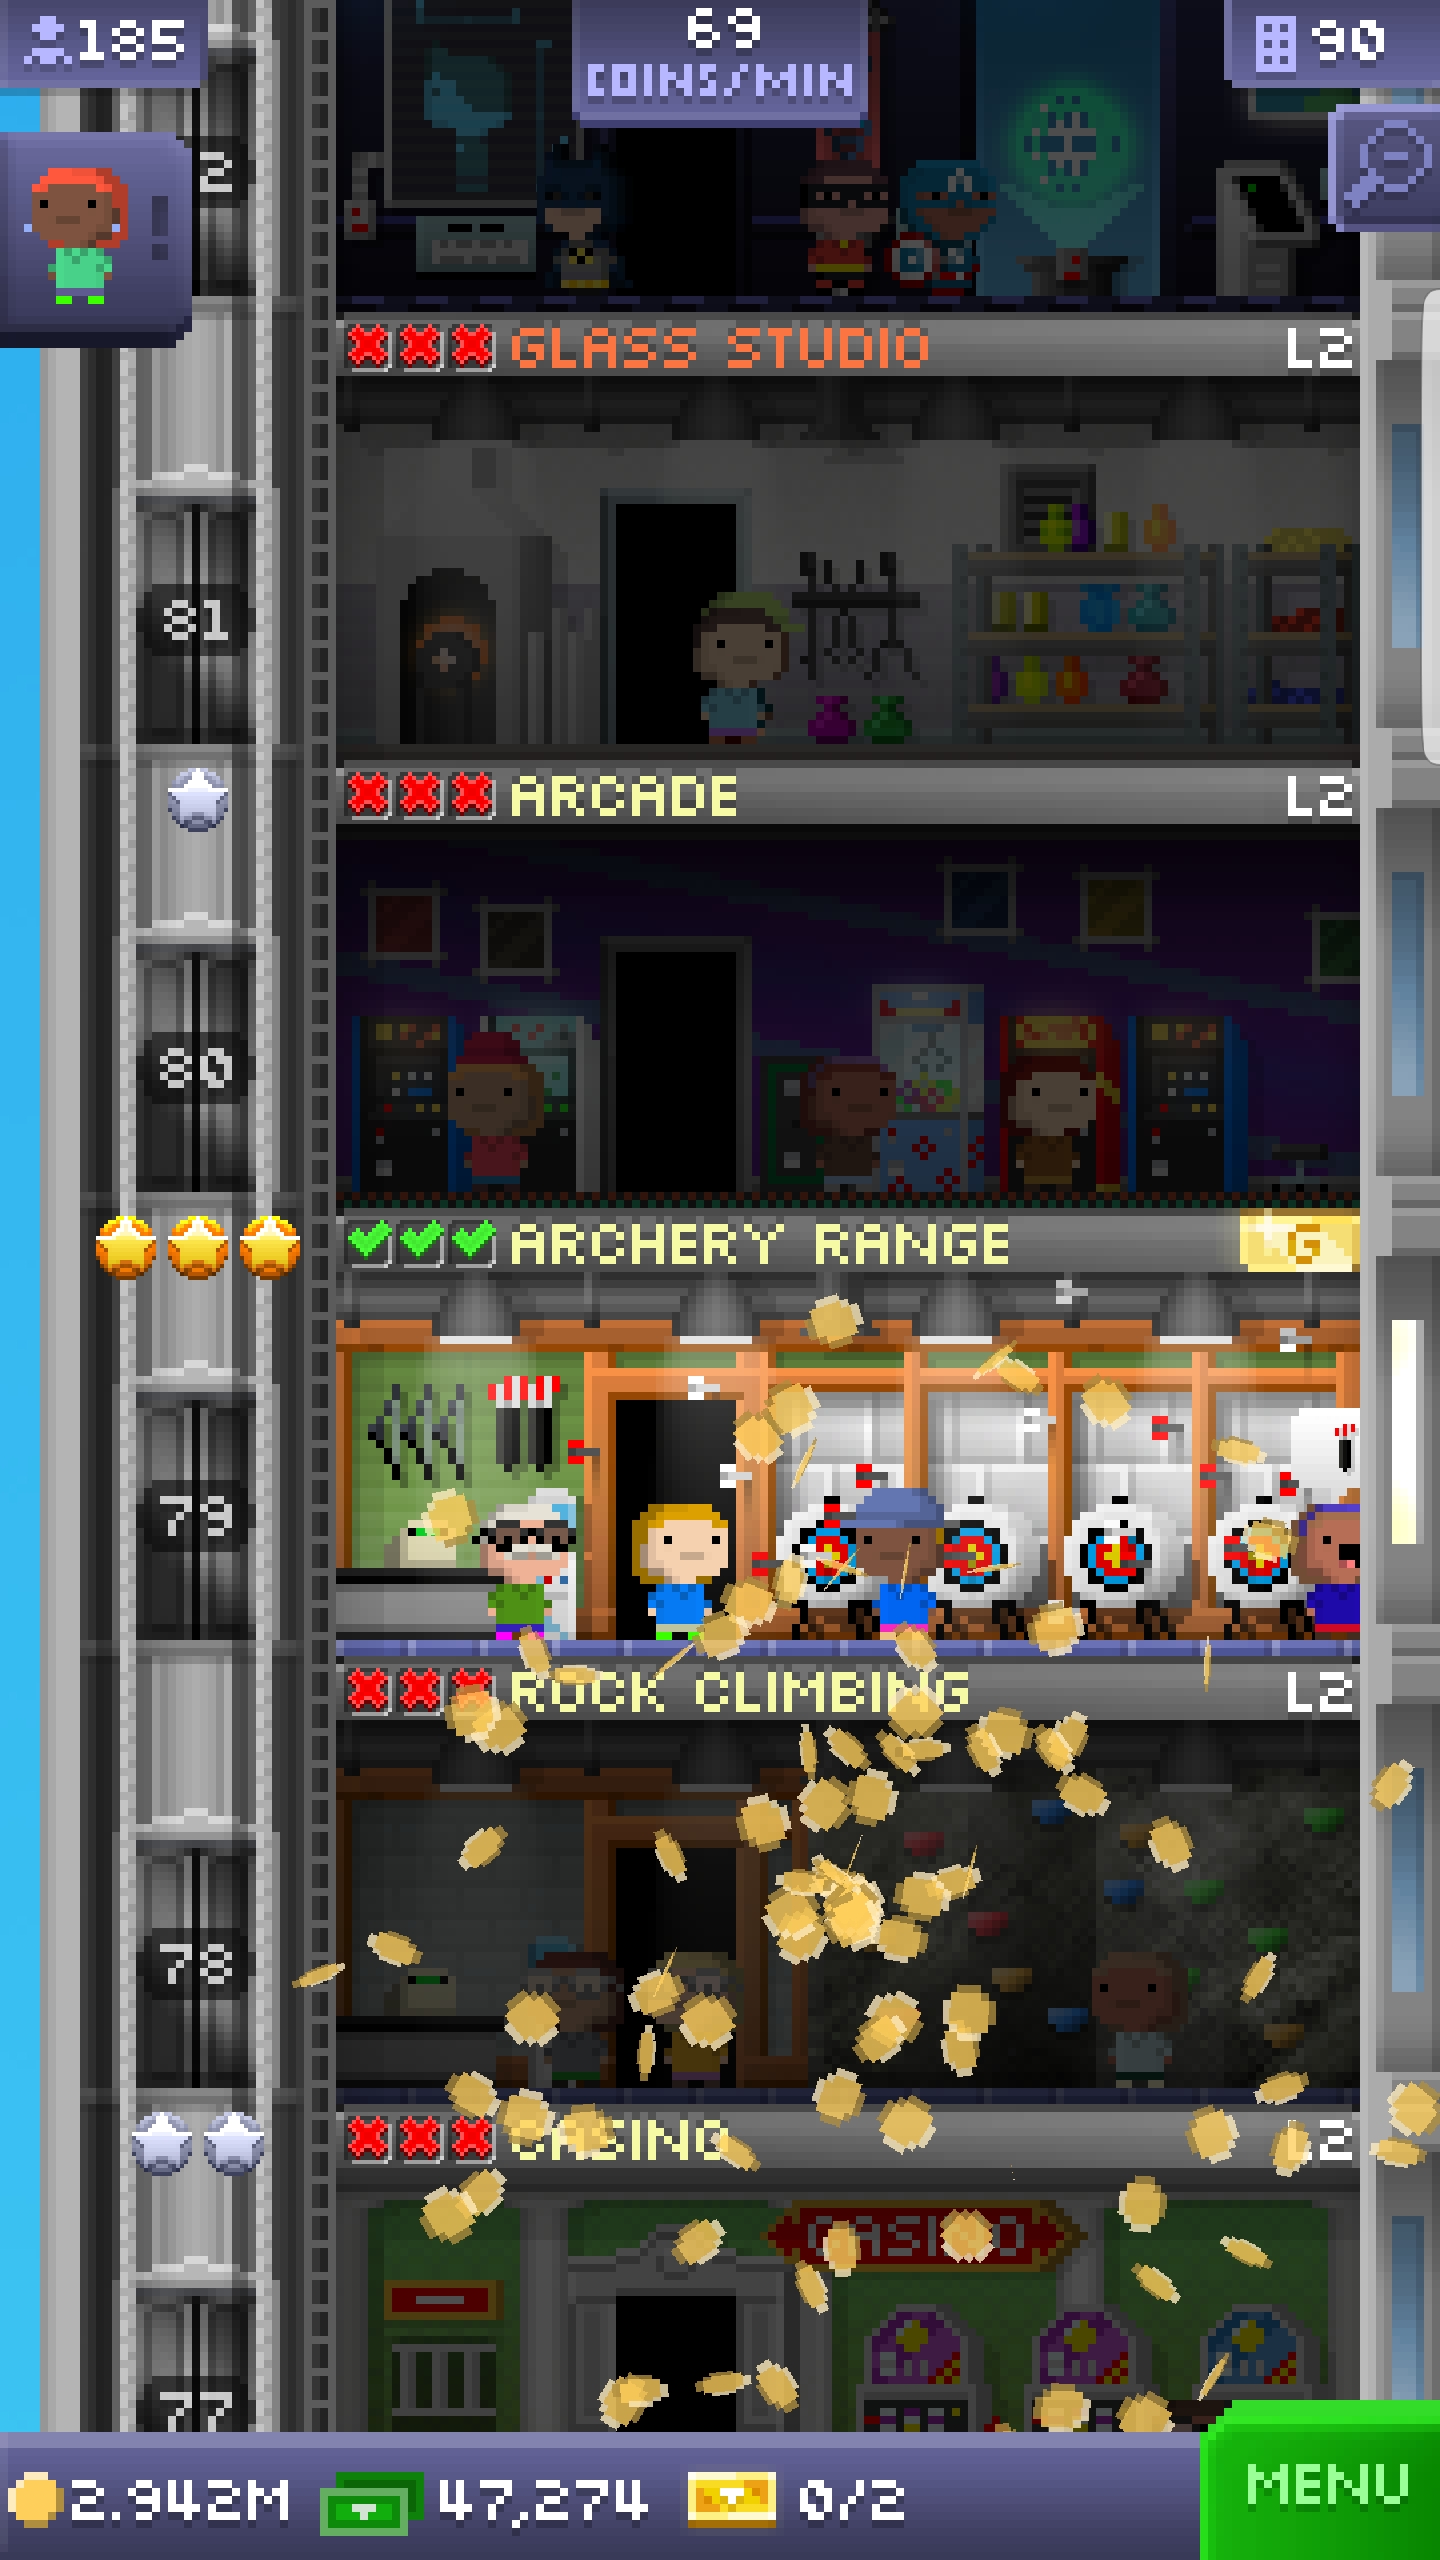 185
69
COINS/MIN
90
2
GLASS STUDIO L2
81
ARCADE L2
80
ARCHERY RANGE G
79
ROCK CLIMBING L2
78
CASINO L2
CASINO
77
2.942M 47,274 0/2
MENU